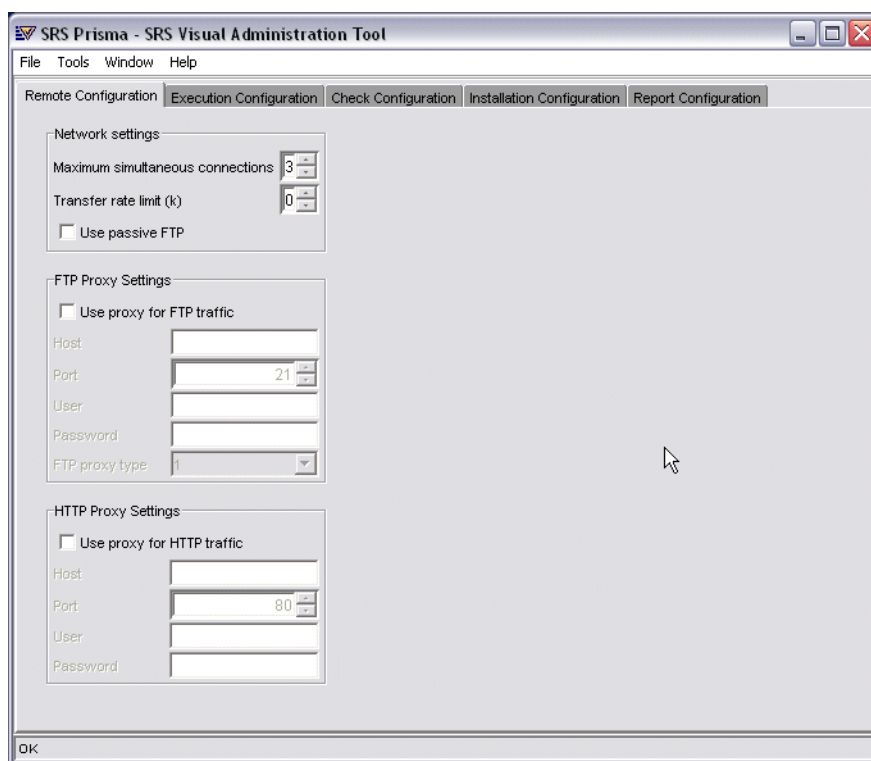 SRS Prisma - SRS Visual Administration Tool
File Tools Window Help
Remote Configuration Execution Configuration Check Configuration Installation Configuration Report Configuration
Network settings
Maximum simultaneous connections 3
Transfer rate limit (k) 0
Use passive FTP
FTP Proxy Settings
Use proxy for FTP traffic
Host
Port 21
User
Password
FTP proxy type 1
HTTP Proxy Settings
Use proxy for HTTP traffic
Host
Port 80
User
Password
OK